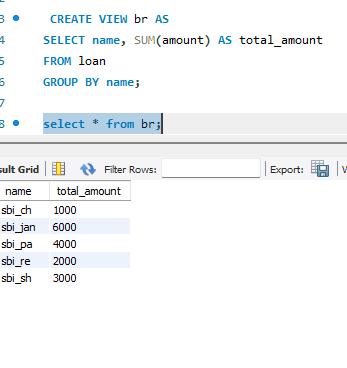 3 CREATE VIEW br AS
4 SELECT name, SUM(amount) AS total_amount
5 FROM loan
6 GROUP BY name;
7
8 select * from br;
sult Grid Filter Rows: Export:
name total_amount
sbi_ch 1000
sbi_jan 6000
sbi_pa 4000
sbi_re 2000
sbi_sh 3000